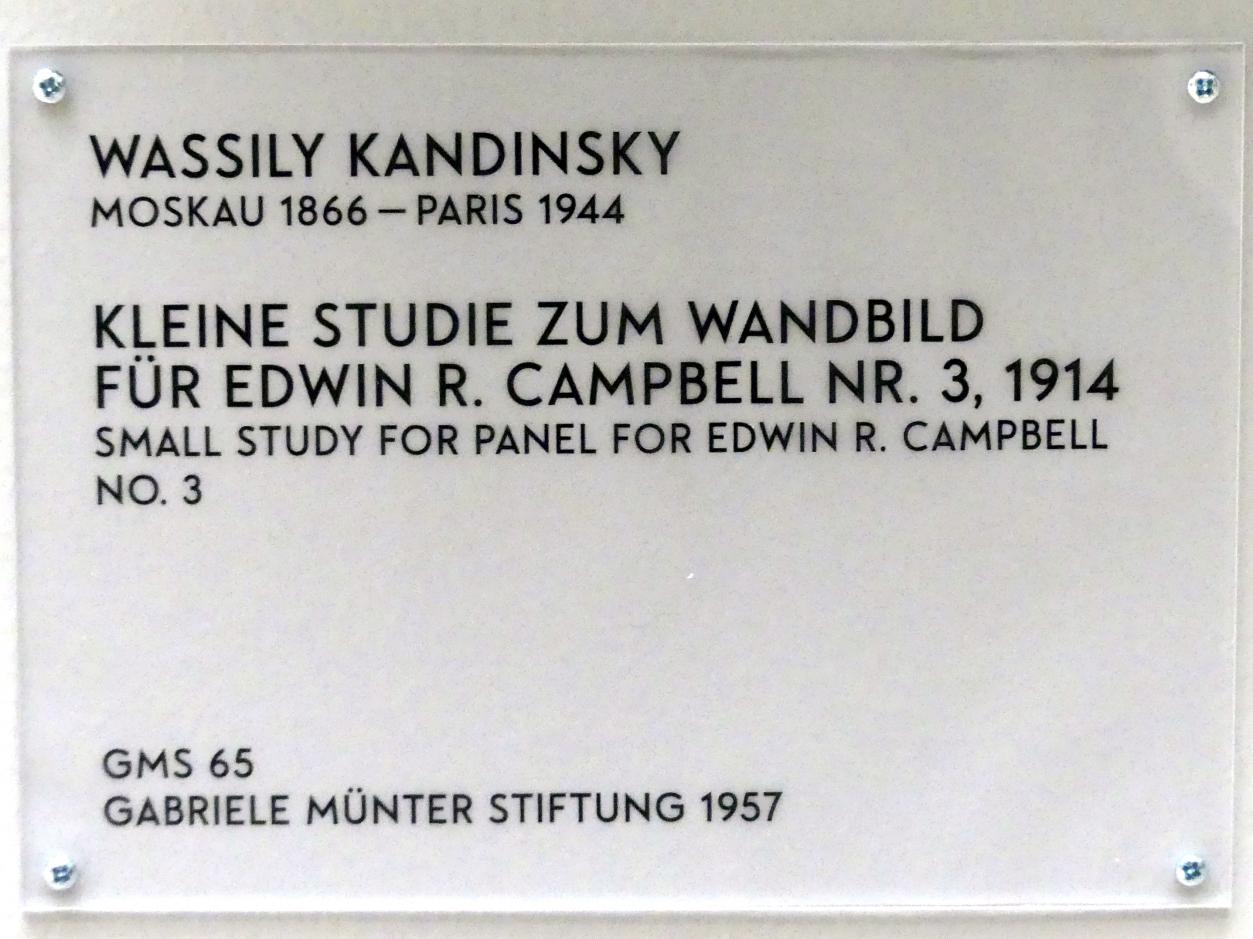 WASSILY KANDINSKY
MOSKAU 1866 – PARIS 1944
KLEINE STUDIE ZUM WANDBILD
FÜR EDWIN R. CAMPBELL NR. 3, 1914
SMALL STUDY FOR PANEL FOR EDWIN R. CAMPBELL
NO. 3
GMS 65
GABRIELE MÜNTER STIFTUNG 1957